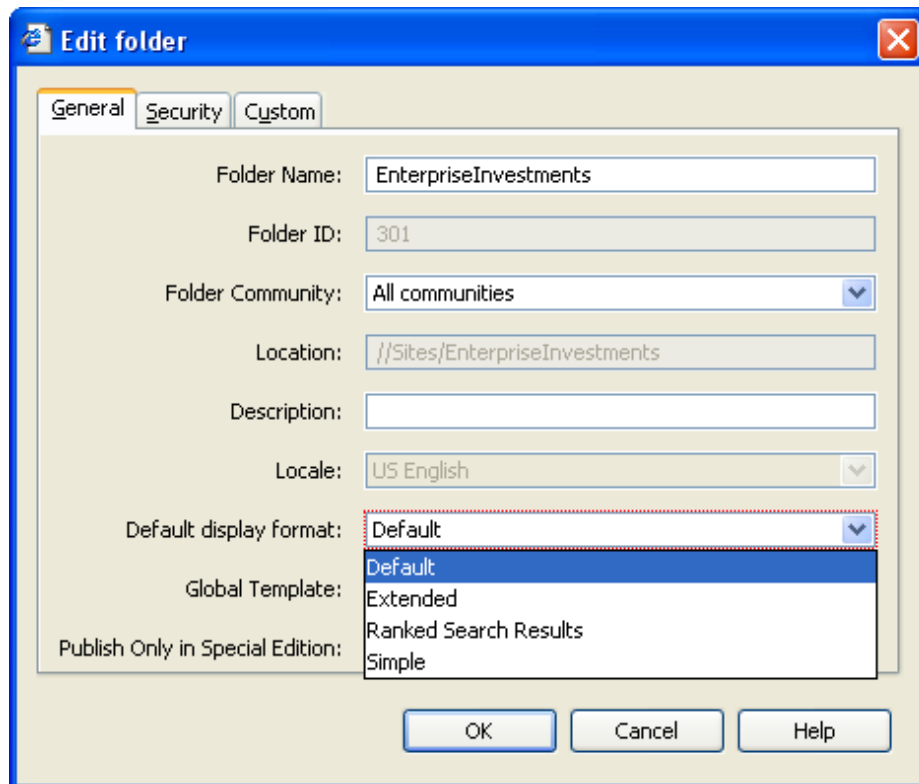 Edit folder
General Security Custom
Folder Name: EnterpriseInvestments
Folder ID: 301
Folder Community: All communities
Location: //Sites/EnterpriseInvestments
Description:
Locale: US English
Default display format: Default
Default
Global Template:
Extended
Ranked Search Results
Publish Only in Special Edition:
Simple
OK Cancel Help